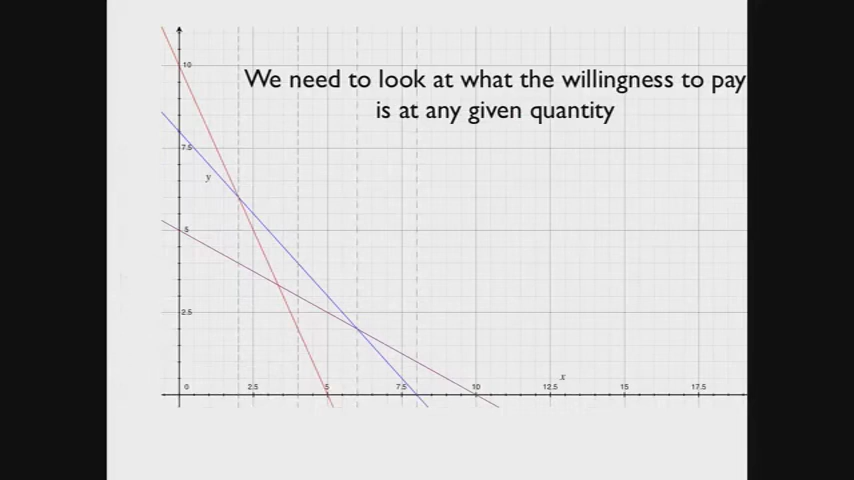 We need to look at what the willingness to pay
is at any given quantity
10
7.5
y
5
2.5
x
0 2.5 5 7.5 10 12.5 15 17.5